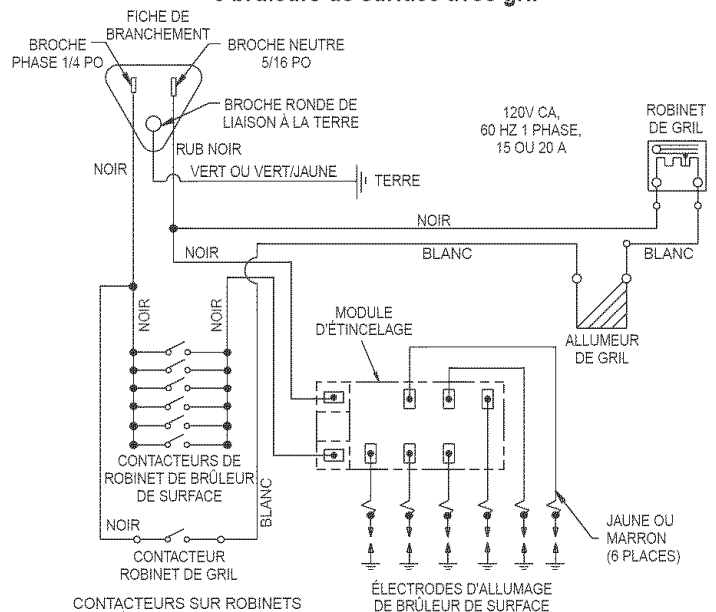 FICHE DE
BRANCHEMENT
BROCHE
PHASE 1/4 PO
BROCHE NEUTRE
5/16 PO
BROCHE RONDE DE
LIAISON À LA TERRE
120V CA,
60 HZ 1 PHASE,
15 OU 20 A
ROBINET
DE GRIL
NOIR
RUB NOIR
VERT OU VERT/JAUNE
TERRE
NOIR
NOIR
BLANC
BLANC
NOIR
NOIR
MODULE
D'ÉTINCELAGE
ALLUMEUR
DE GRIL
CONTACTEURS DE
ROBINET DE BRÛLEUR
DE SURFACE
BLANC
NOIR
CONTACTEUR
ROBINET DE GRIL
JAUNE OU
MARRON
(6 PLACES)
CONTACTEURS SUR ROBINETS
ÉLECTRODES D'ALLUMAGE
DE BRÛLEUR DE SURFACE